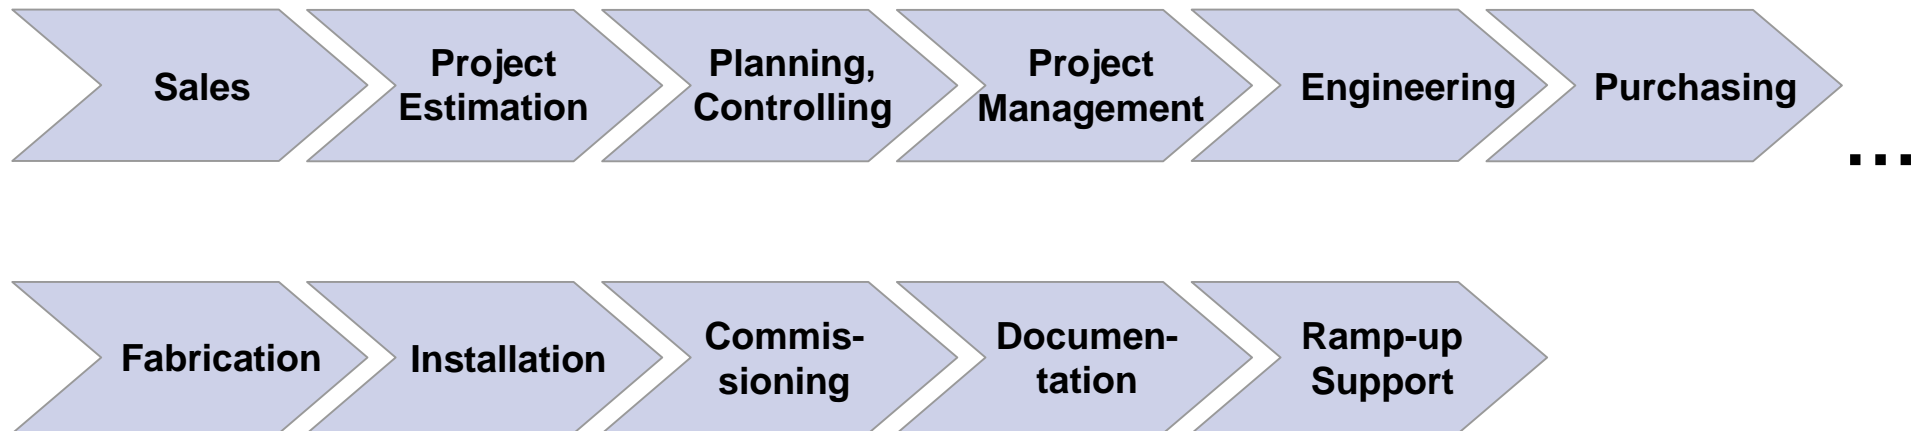 Sales
Project
Estimation
Planning,
Controlling
Project
Management
Engineering
Purchasing
...
Fabrication
Installation
Commis-
sioning
Documen-
tation
Ramp-up
Support